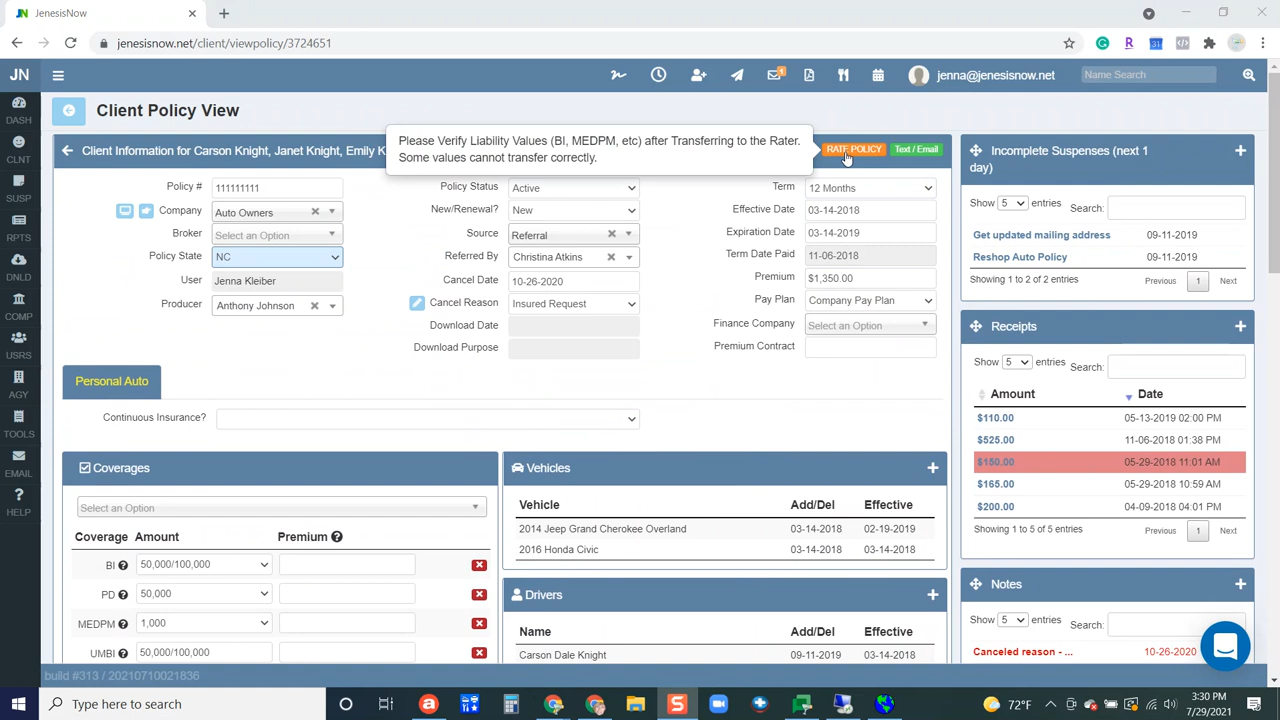 JenesisNow
jenesisnow.net/client/viewpolicy/3724651
JN
jenna@jenesisnow.net
Name Search
DASH
CLNT
SUSP
RPTS
DNLD
COMP
USRS
AGY
TOOLS
EMAIL
HELP
Client Policy View
Client Information for Carson Knight, Janet Knight, Emily K
Please Verify Liability Values (BI, MEDPM, etc) after Transferring to the Rater.
Some values cannot transfer correctly.
RATE POLICY
Text / Email
Policy # 111111111
Company Auto Owners
Broker Select an Option
Policy State NC
User Jenna Kleiber
Producer Anthony Johnson
Policy Status Active
New/Renewal? New
Source Referral
Referred By Christina Atkins
Cancel Date 10-26-2020
Cancel Reason Insured Request
Download Date
Download Purpose
Term 12 Months
Effective Date 03-14-2018
Expiration Date 03-14-2019
Term Date Paid 11-06-2018
Premium $1,350.00
Pay Plan Company Pay Plan
Finance Company Select an Option
Premium Contract
Personal Auto
Continuous Insurance?
Coverages
Select an Option
Coverage Amount Premium
BI 50,000/100,000
PD 50,000
MEDPM 1,000
UMBI 50,000/100,000
Vehicles
Vehicle Add/Del Effective
2014 Jeep Grand Cherokee Overland 03-14-2018 02-19-2019
2016 Honda Civic 03-14-2018 03-14-2018
Drivers
Name Add/Del Effective
Carson Dale Knight 09-11-2019 03-14-2018
Incomplete Suspenses (next 1
day)
Show 5 entries Search:
Get updated mailing address 09-11-2019
Reshop Auto Policy 09-11-2019
Showing 1 to 2 of 2 entries Previous 1 Next
Receipts
Show 5 entries Search:
Amount Date
$110.00 05-13-2019 02:00 PM
$525.00 11-06-2018 01:38 PM
$150.00 05-29-2018 11:01 AM
$165.00 05-29-2018 10:59 AM
$200.00 04-09-2018 04:01 PM
Showing 1 to 5 of 5 entries Previous 1 Next
Notes
Show 5 entries Search:
Canceled reason - ... 10-26-2020
build #313 / 20210710021836
Type here to search
72°F
3:30 PM
7/29/2021